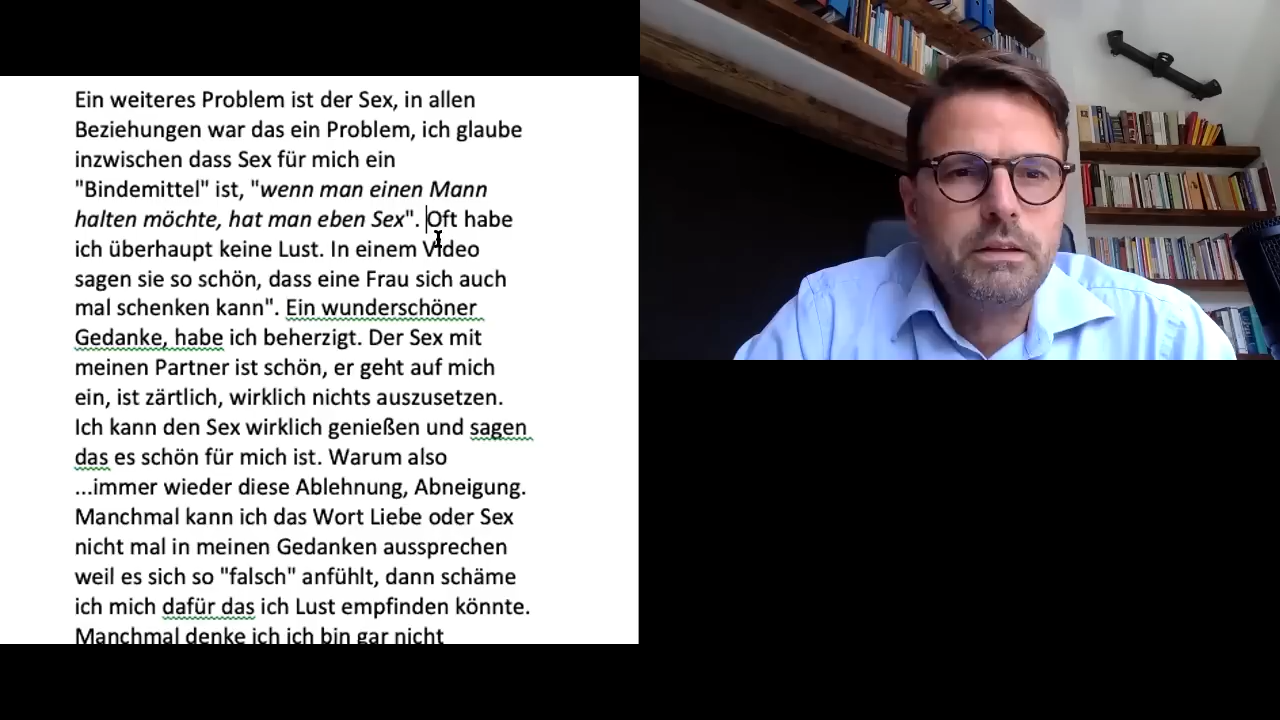 Ein weiteres Problem ist der Sex, in allen
Beziehungen war das ein Problem, ich glaube
inzwischen dass Sex für mich ein
"Bindemittel" ist, "wenn man einen Mann
halten möchte, hat man eben Sex". Oft habe
ich überhaupt keine Lust. In einem Video
sagen sie so schön, dass eine Frau sich auch
mal schenken kann". Ein wunderschöner
Gedanke, habe ich beherzigt. Der Sex mit
meinen Partner ist schön, er geht auf mich
ein, ist zärtlich, wirklich nichts auszusetzen.
Ich kann den Sex wirklich genießen und sagen
das es schön für mich ist. Warum also
...immer wieder diese Ablehnung, Abneigung.
Manchmal kann ich das Wort Liebe oder Sex
nicht mal in meinen Gedanken aussprechen
weil es sich so "falsch" anfühlt, dann schäme
ich mich dafür das ich Lust empfinden könnte.
Manchmal denke ich ich bin gar nicht